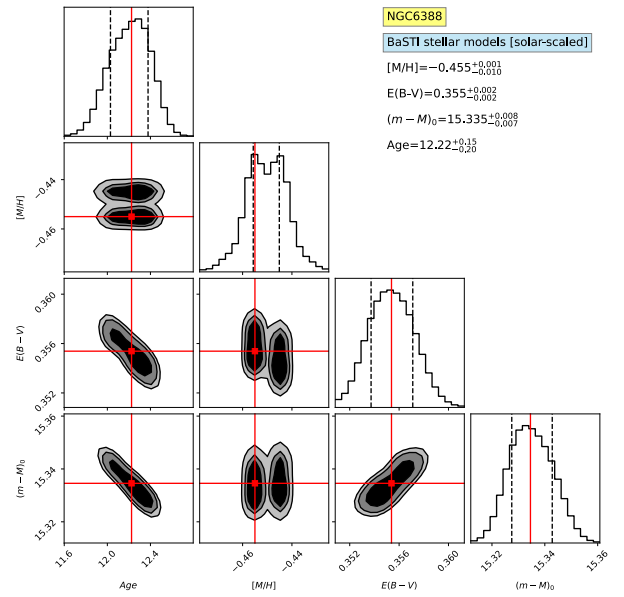 NGC6388
BaSTI stellar models [solar-scaled]
[M/H]=−0.455+0.001−0.010
E(B-V)=0.355+0.002−0.002
(m − M)₀=15.335+0.008−0.007
Age=12.22+0.15−0.20
−0.44
−0.46
[M/H]
0.360
0.356
0.352
E(B − V)
15.36
15.34
15.32
(m − M)₀
11.6 12.0 12.4
−0.46 −0.44
0.352 0.356 0.360
15.32 15.34 15.36
Age [M/H] E(B − V) (m − M)₀